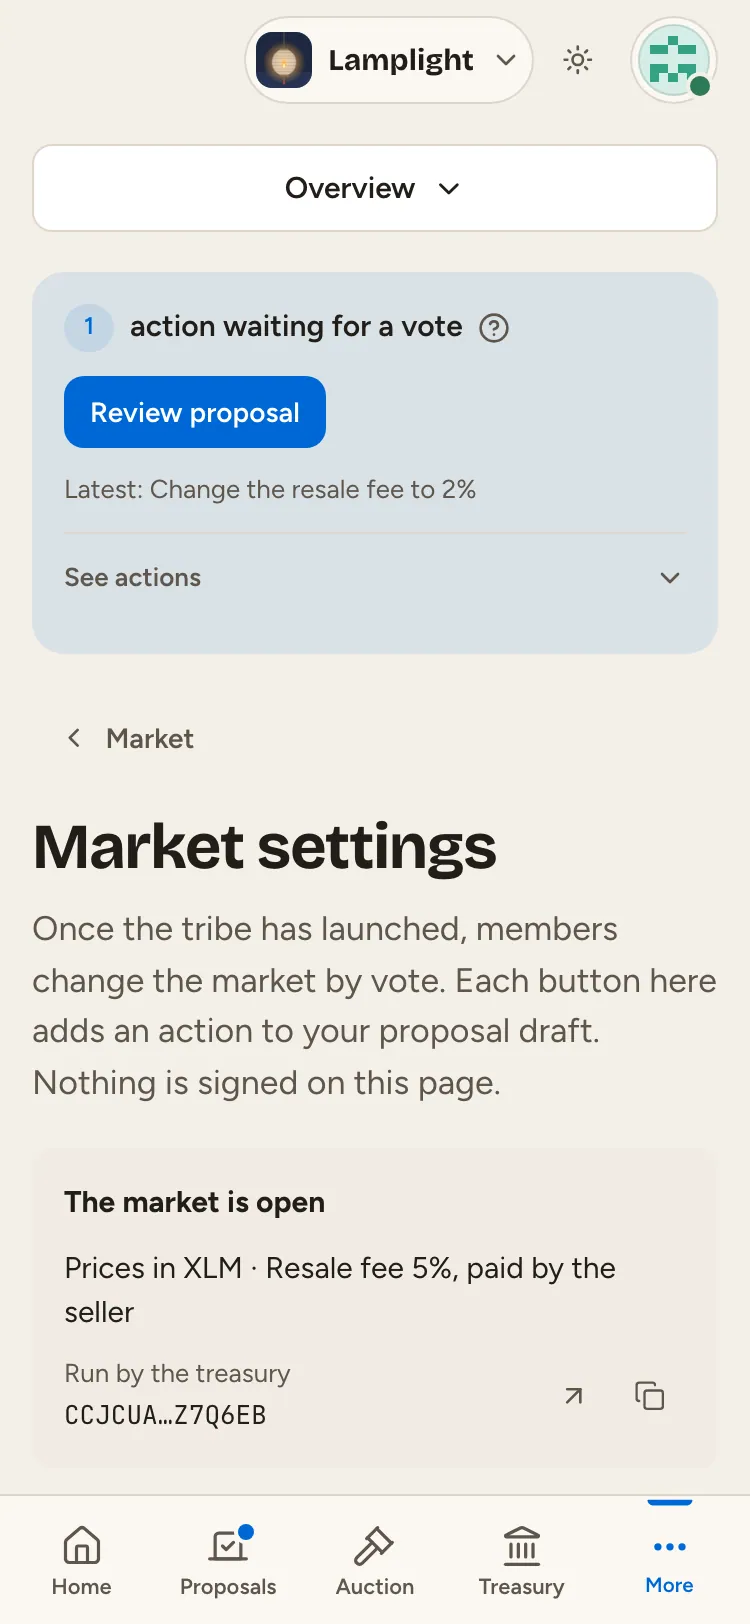 Lamplight
Overview
1 action waiting for a vote
Review proposal
Latest: Change the resale fee to 2%
See actions
Market
Market settings
Once the tribe has launched, members
change the market by vote. Each button here
adds an action to your proposal draft.
Nothing is signed on this page.
The market is open
Prices in XLM · Resale fee 5%, paid by the
seller
Run by the treasury
CCJCUA…Z7Q6EB
Home
Proposals
Auction
Treasury
More